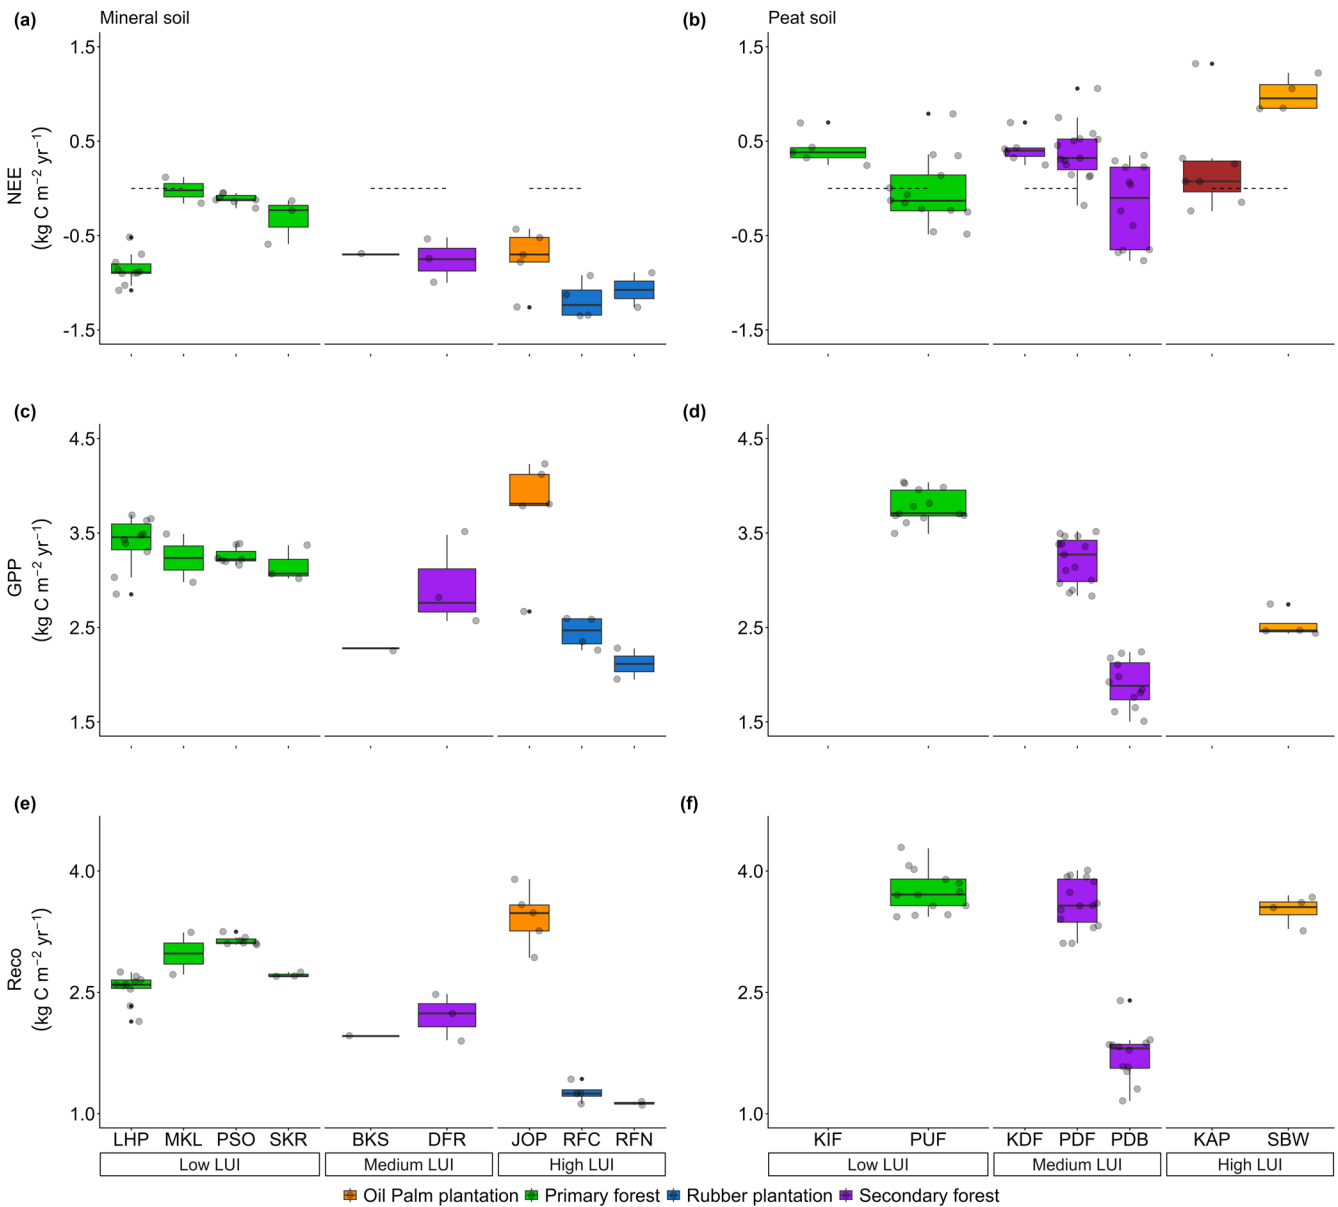 (a) Mineral soil
(b) Peat soil
1.5
0.5
-0.5
-1.5
NEE
(kg C m−2 yr−1)
1.5
0.5
-0.5
-1.5
(c)
(d)
4.5
3.5
2.5
1.5
GPP
(kg C m−2 yr−1)
4.5
3.5
2.5
1.5
(e)
(f)
4.0
2.5
1.0
Reco
(kg C m−2 yr−1)
4.0
2.5
1.0
LHP MKL PSO SKR BKS DFR JOP RFC RFN
Low LUI Medium LUI High LUI
KIF PUF KDF PDF PDB KAP SBW
Low LUI Medium LUI High LUI
Oil Palm plantation Primary forest Rubber plantation Secondary forest